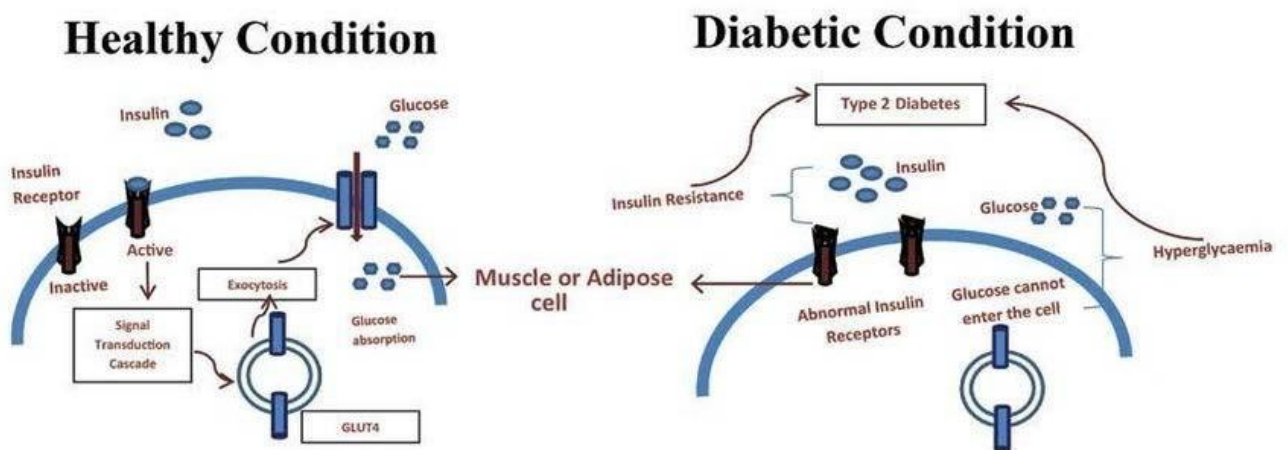 Healthy Condition
Insulin
Glucose
Insulin
Receptor
Active
Inactive
Exocytosis
Signal
Transduction
Cascade
Glucose
absorption
GLUT4
Muscle or Adipose
cell
Diabetic Condition
Type 2 Diabetes
Insulin
Insulin Resistance
Glucose
Hyperglycaemia
Abnormal Insulin
Receptors
Glucose cannot
enter the cell